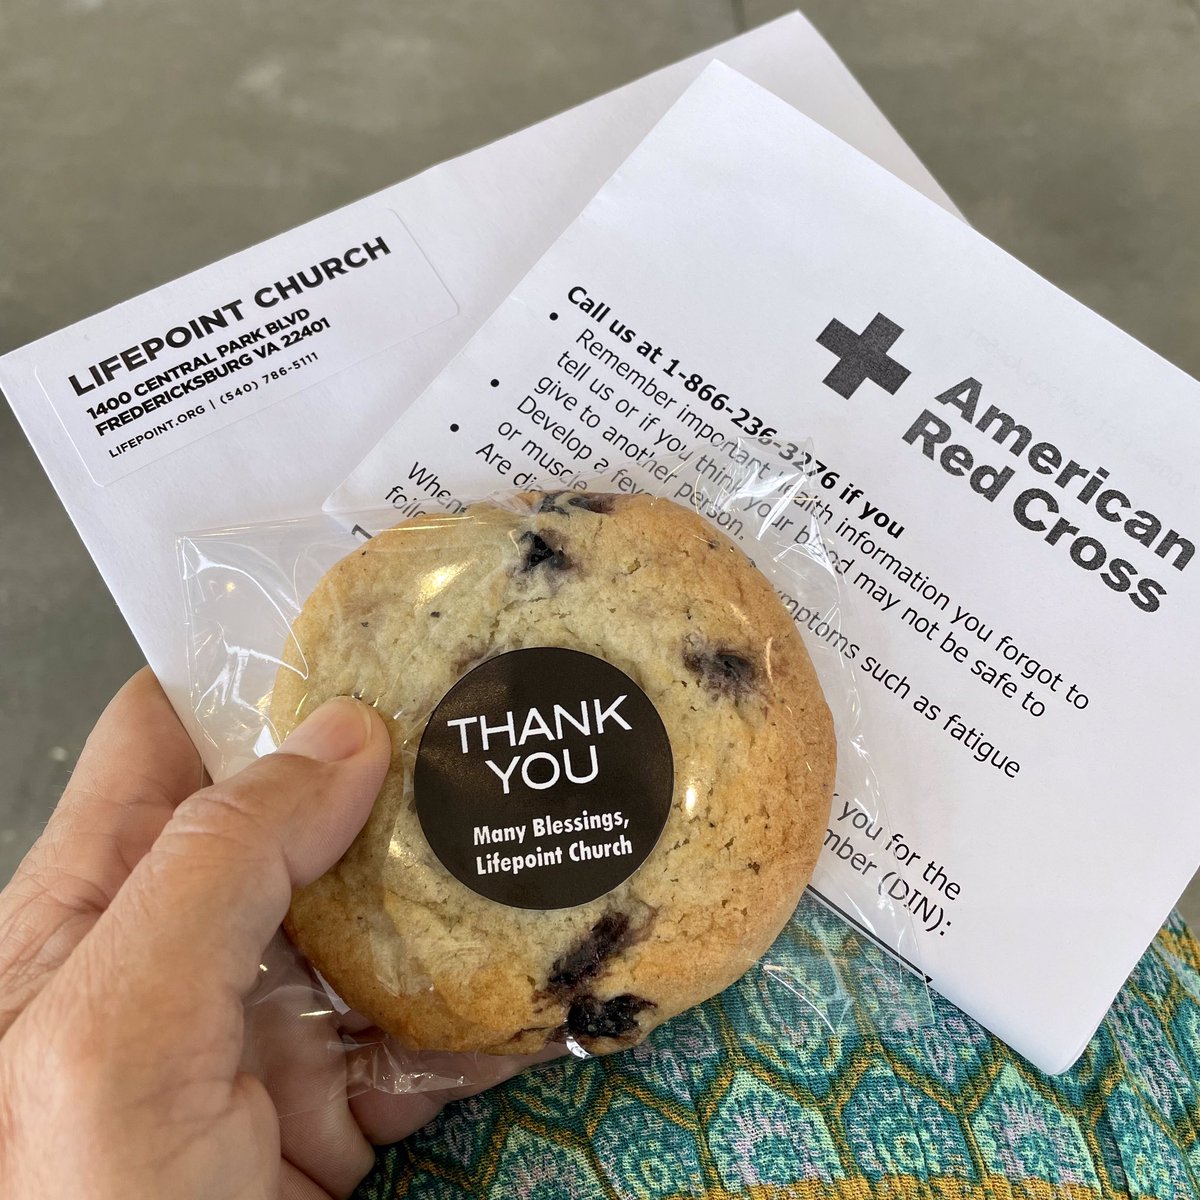 LIFEPOINT CHURCH
1400 CENTRAL PARK BLVD
FREDERICKSBURG VA 22401
LIFEPOINT.ORG | (540) 786-5111
American
Red Cross
Call us at 1-866-236-3276 if you
• Remember important health information you forgot to
tell us or if you think your blood may not be safe to
give to another person.
• Develop a fever
or muscle symptoms such as fatigue
• Are
When
you for the
(DIN):
THANK
YOU
Many Blessings,
Lifepoint Church